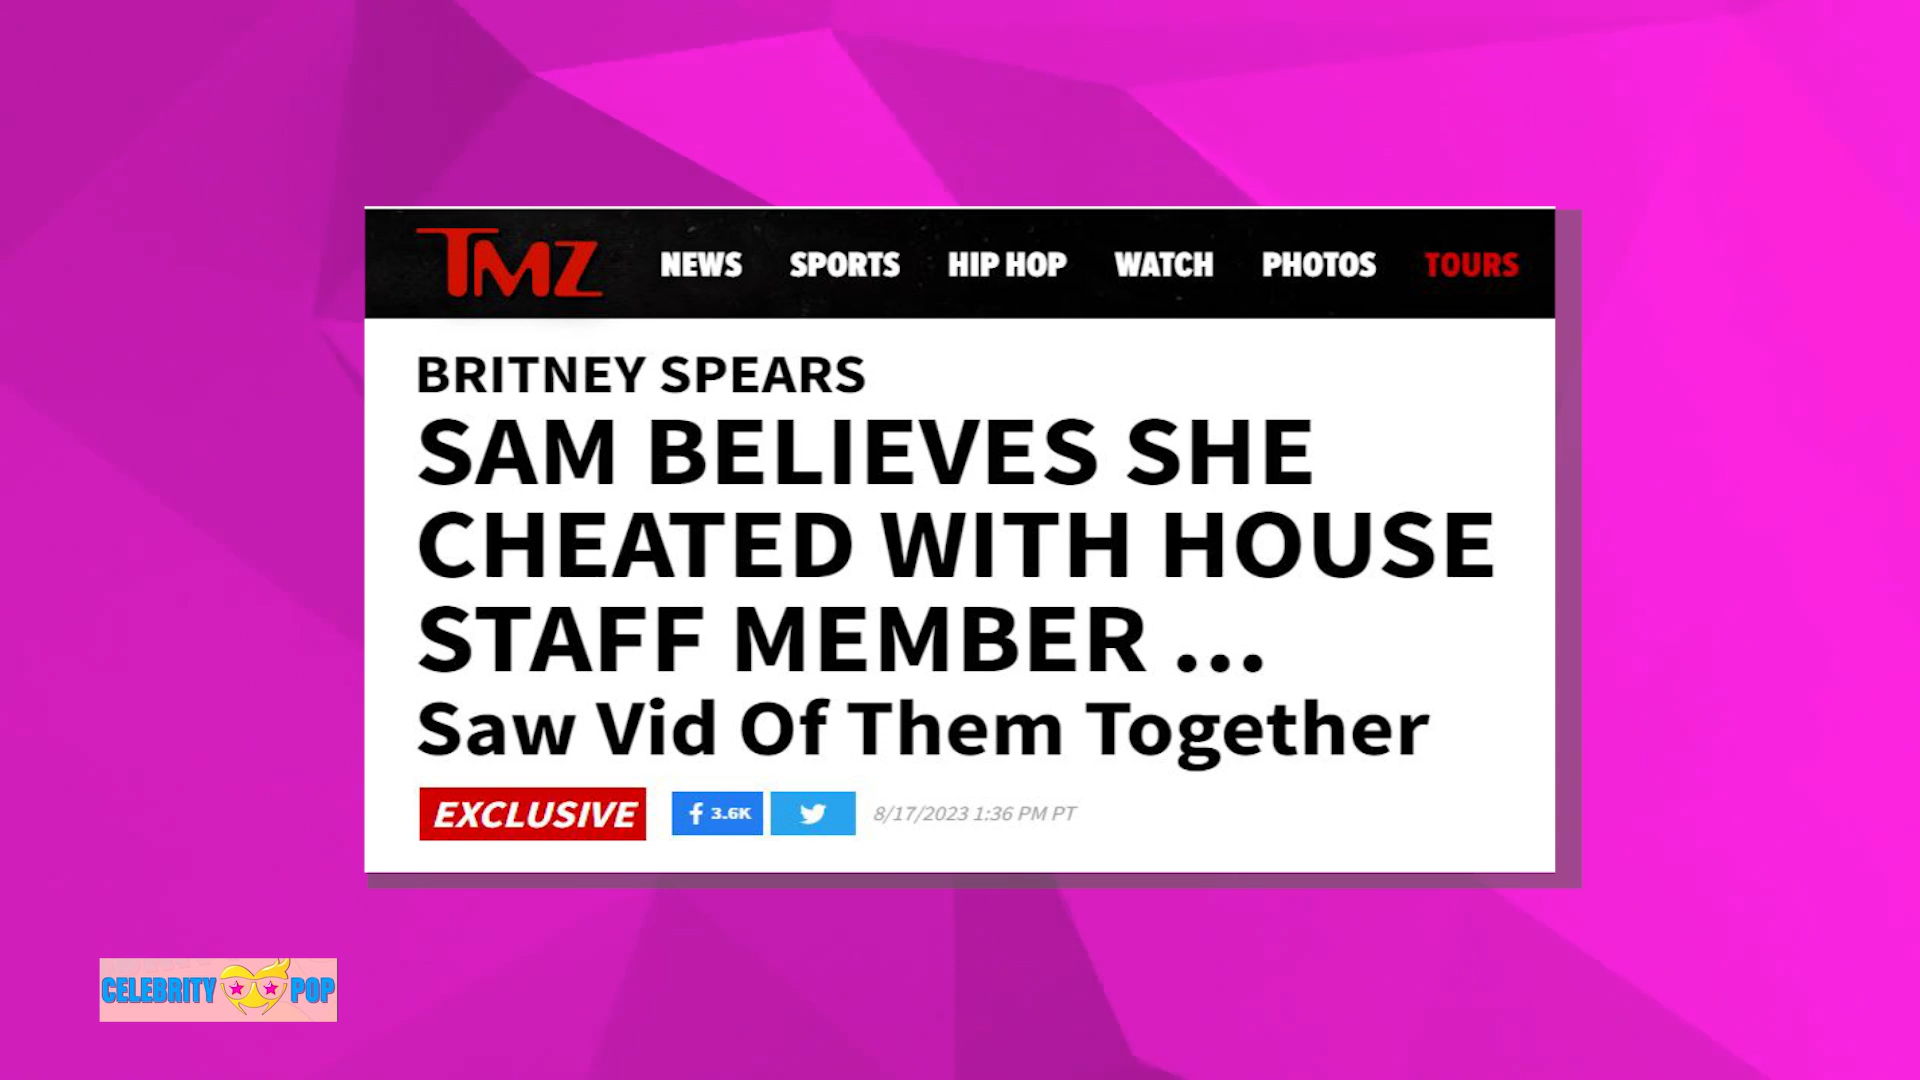 TMZ NEWS SPORTS HIP HOP WATCH PHOTOS TOURS
BRITNEY SPEARS
SAM BELIEVES SHE
CHEATED WITH HOUSE
STAFF MEMBER ...
Saw Vid Of Them Together
EXCLUSIVE f 3.6K 8/17/2023 1:36 PM PT
CELEBRITY POP